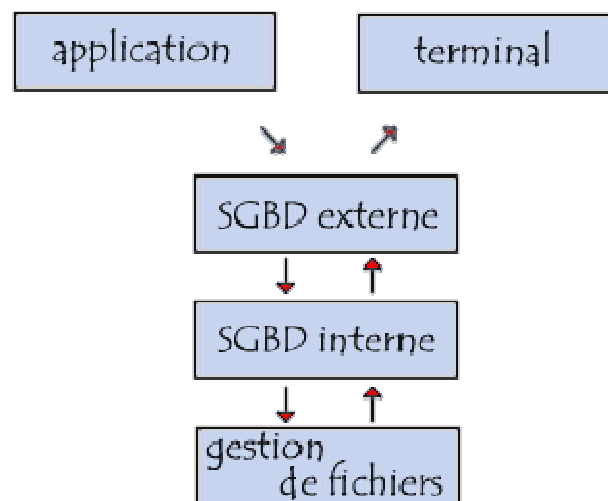 application
terminal
SGBD externe
SGBD interne
gestion
de fichiers